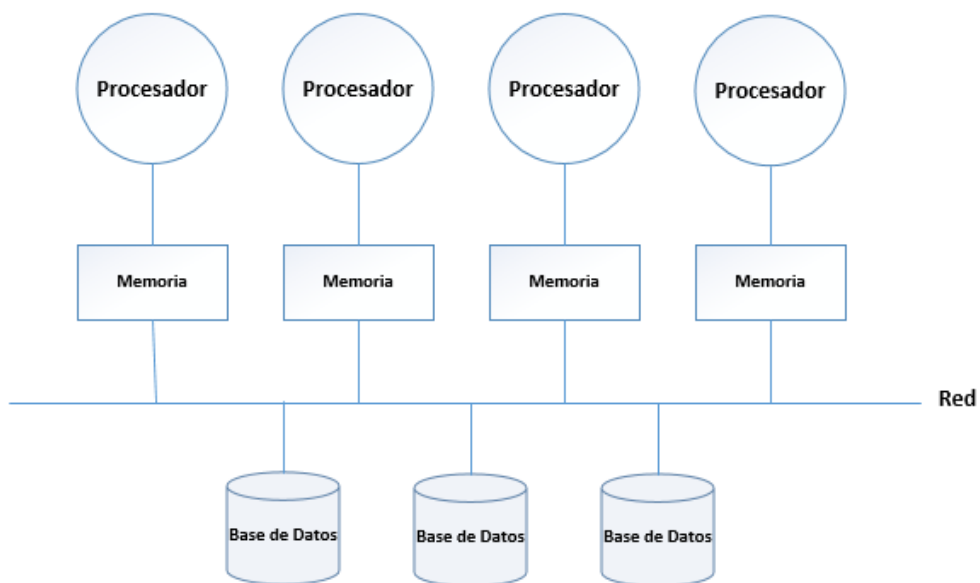 Procesador
Procesador
Procesador
Procesador
Memoria
Memoria
Memoria
Memoria
Red
Base de Datos
Base de Datos
Base de Datos